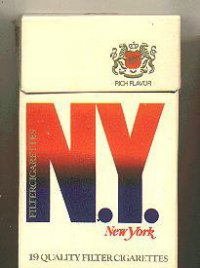 RICH FLAVOR
FILTER CIGARETTES
N.Y.
New York
19 QUALITY FILTER CIGARETTES